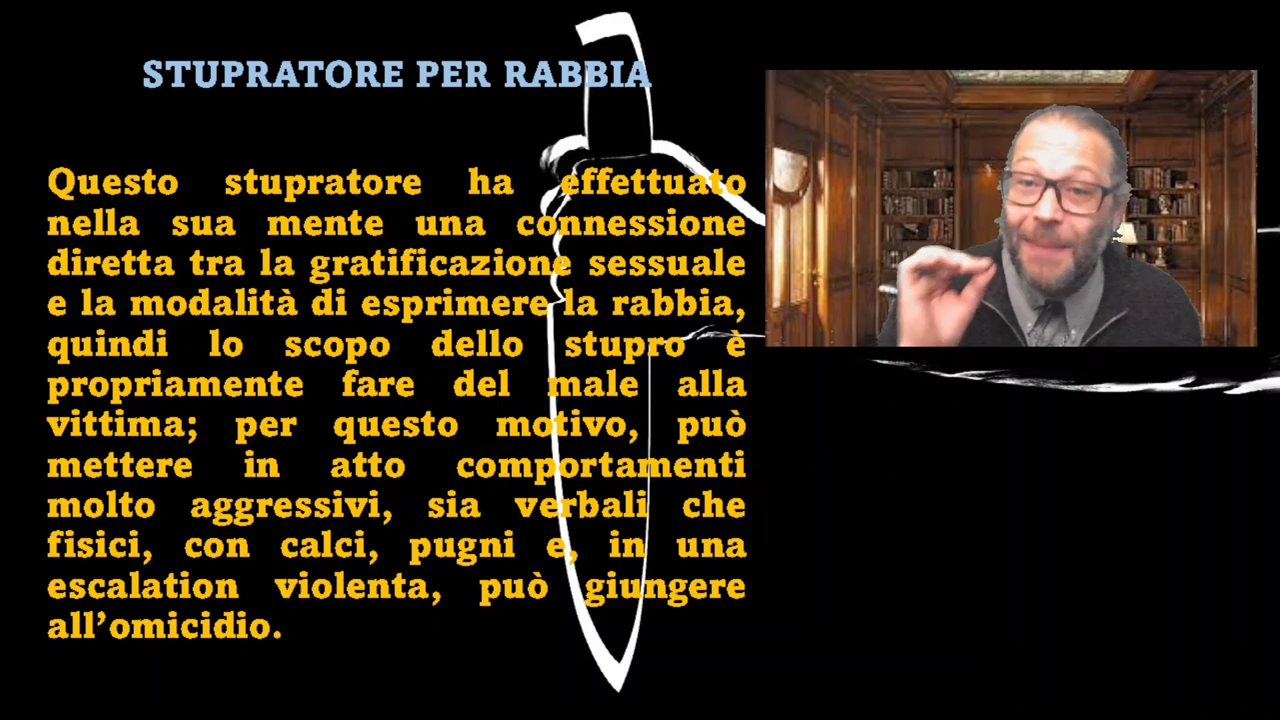 STUPRATORE PER RABBIA
Questo stupratore ha effettuato
nella sua mente una connessione
diretta tra la gratificazione sessuale
e la modalità di esprimere la rabbia,
quindi lo scopo dello stupro è
propriamente fare del male alla
vittima; per questo motivo, può
mettere in atto comportamenti
molto aggressivi, sia verbali che
fisici, con calci, pugni e, in una
escalation violenta, può giungere
all’omicidio.